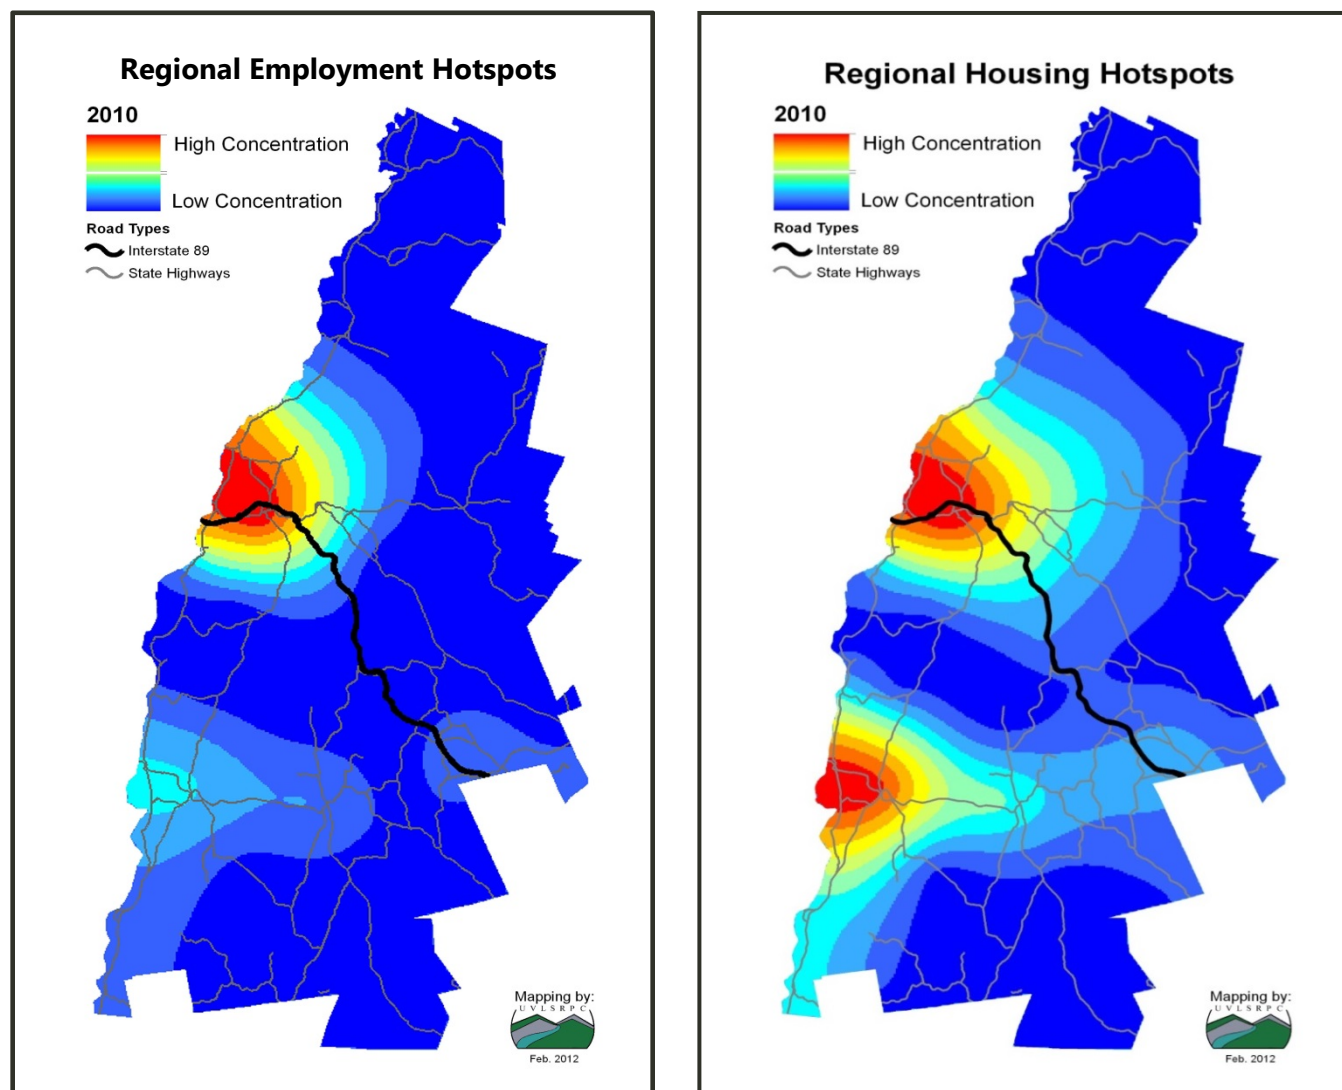 Regional Employment Hotspots
2010
High Concentration
Low Concentration
Road Types
Interstate 89
State Highways
Mapping by:
UVLSRPC
Feb. 2012
Regional Housing Hotspots
2010
High Concentration
Low Concentration
Road Types
Interstate 89
State Highways
Mapping by:
UVLSRPC
Feb. 2012